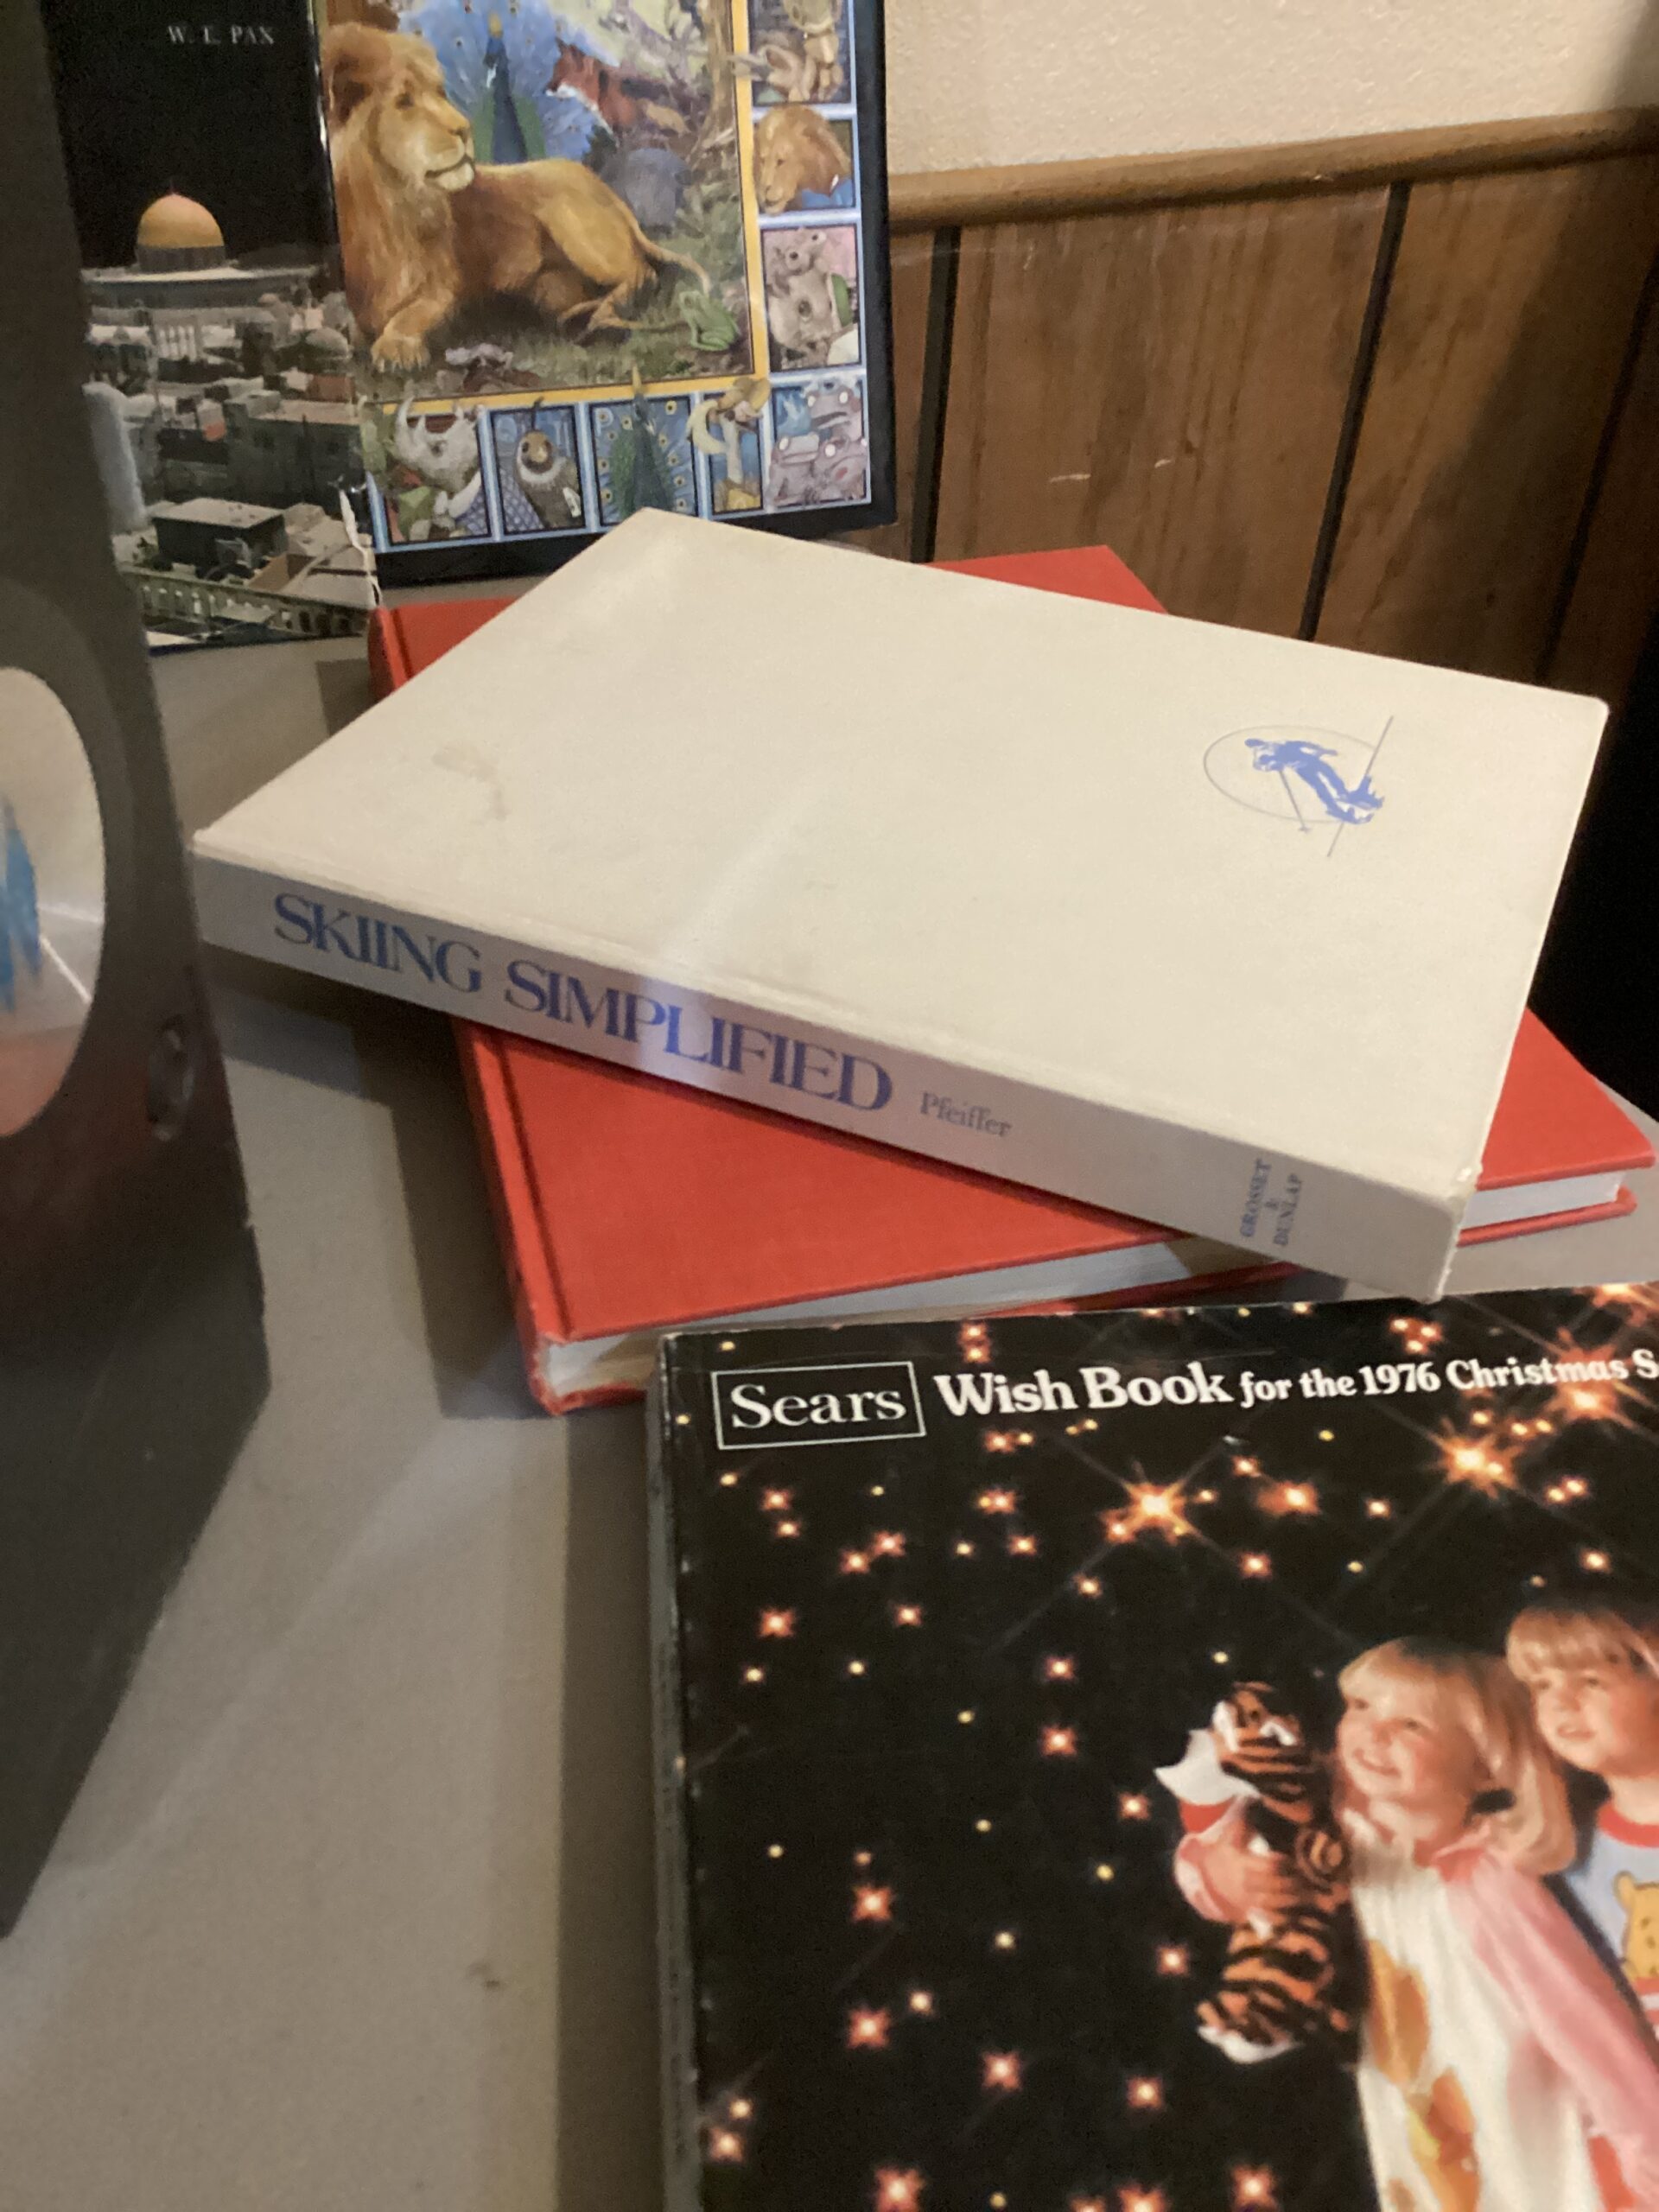 W. E. PAX
SKIING SIMPLIFIED Pfeiffer
GROSSET
&
DUNLAP
Sears Wish Book for the 1976 Christmas S